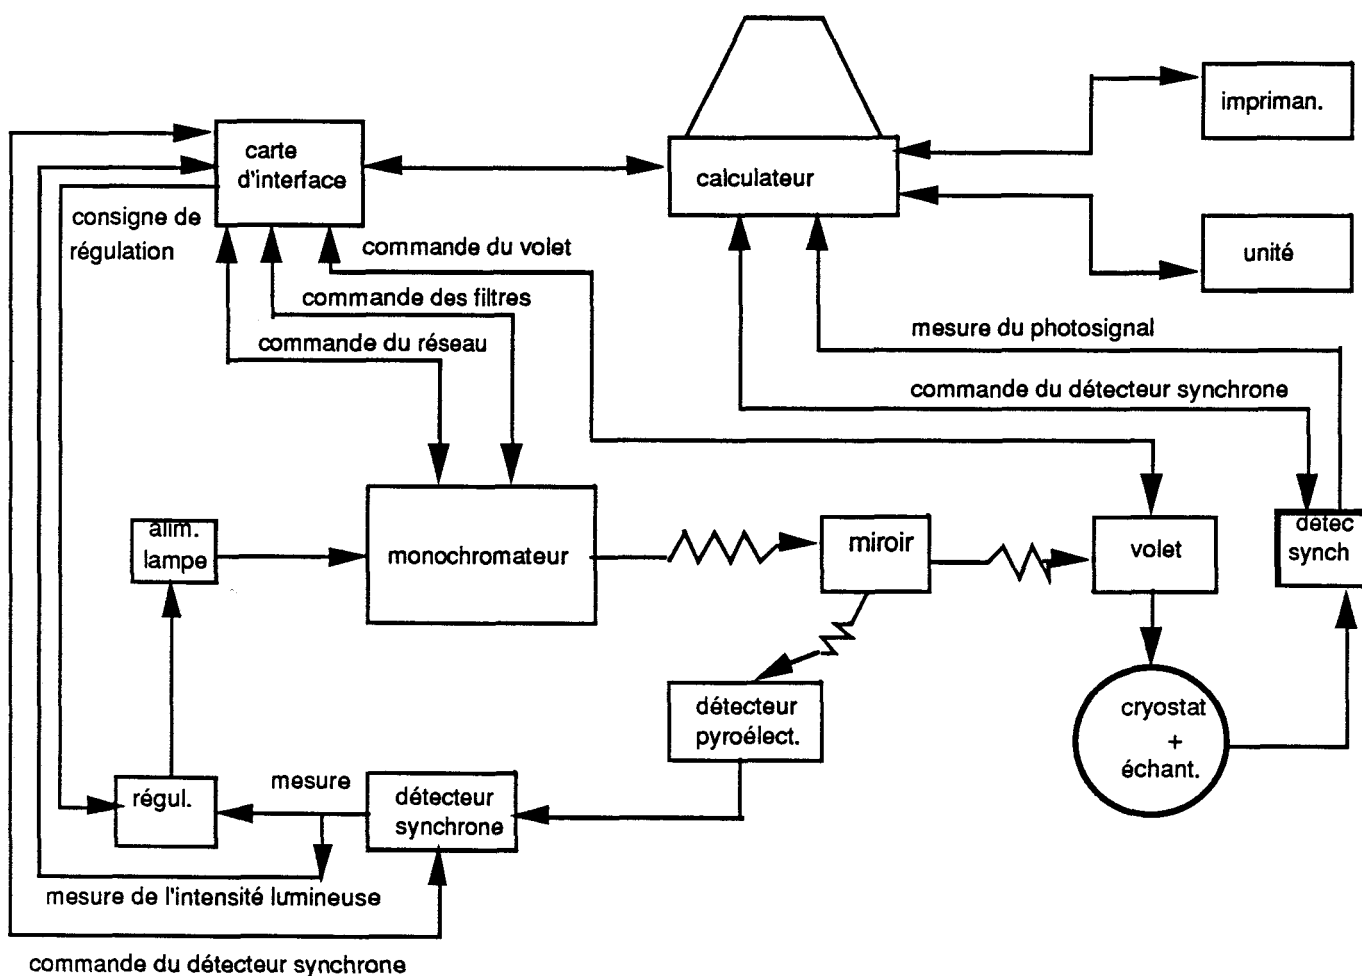 impriman.
carte
d'interface
calculateur
consigne de
régulation
commande du volet
unité
commande des filtres
mesure du photosignal
commande du réseau
commande du détecteur synchrone
alim.
lampe
monochromateur
miroir
volet
détec
synch
détecteur
pyroélect.
cryostat
+
échant.
mesure
régul.
détecteur
synchrone
mesure de l'intensité lumineuse
commande du détecteur synchrone